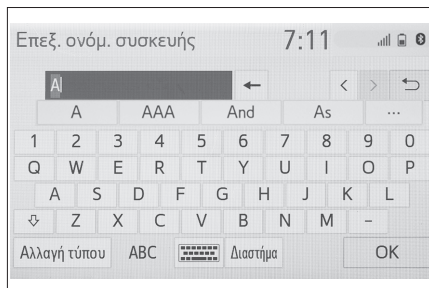 Επεξ. ονόμ. συσκευής 7:11
A
A AAA And As ...
1 2 3 4 5 6 7 8 9 0
Q W E R T Y U I O P
A S D F G H J K L
Z X C V B N M -
Αλλαγή τύπου ABC Διαστήμα OK